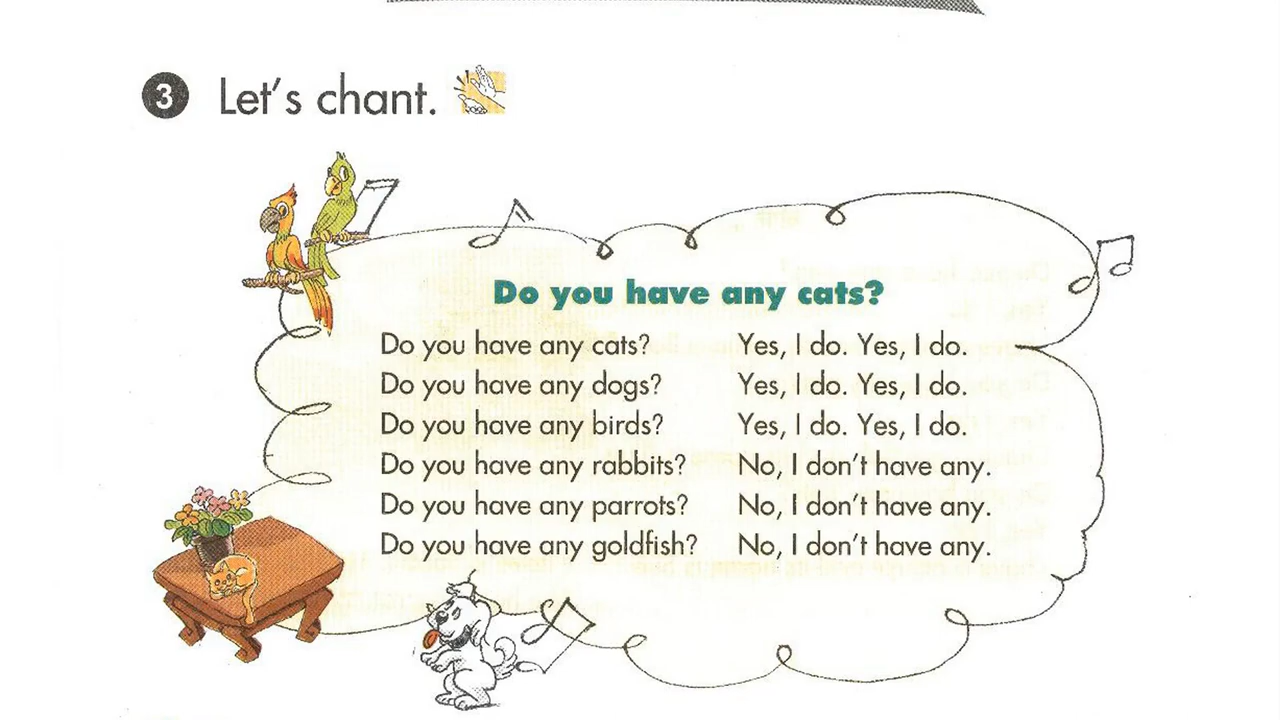 3 Let's chant.
Do you have any cats?
Do you have any cats? Yes, I do. Yes, I do.
Do you have any dogs? Yes, I do. Yes, I do.
Do you have any birds? Yes, I do. Yes, I do.
Do you have any rabbits? No, I don't have any.
Do you have any parrots? No, I don't have any.
Do you have any goldfish? No, I don't have any.